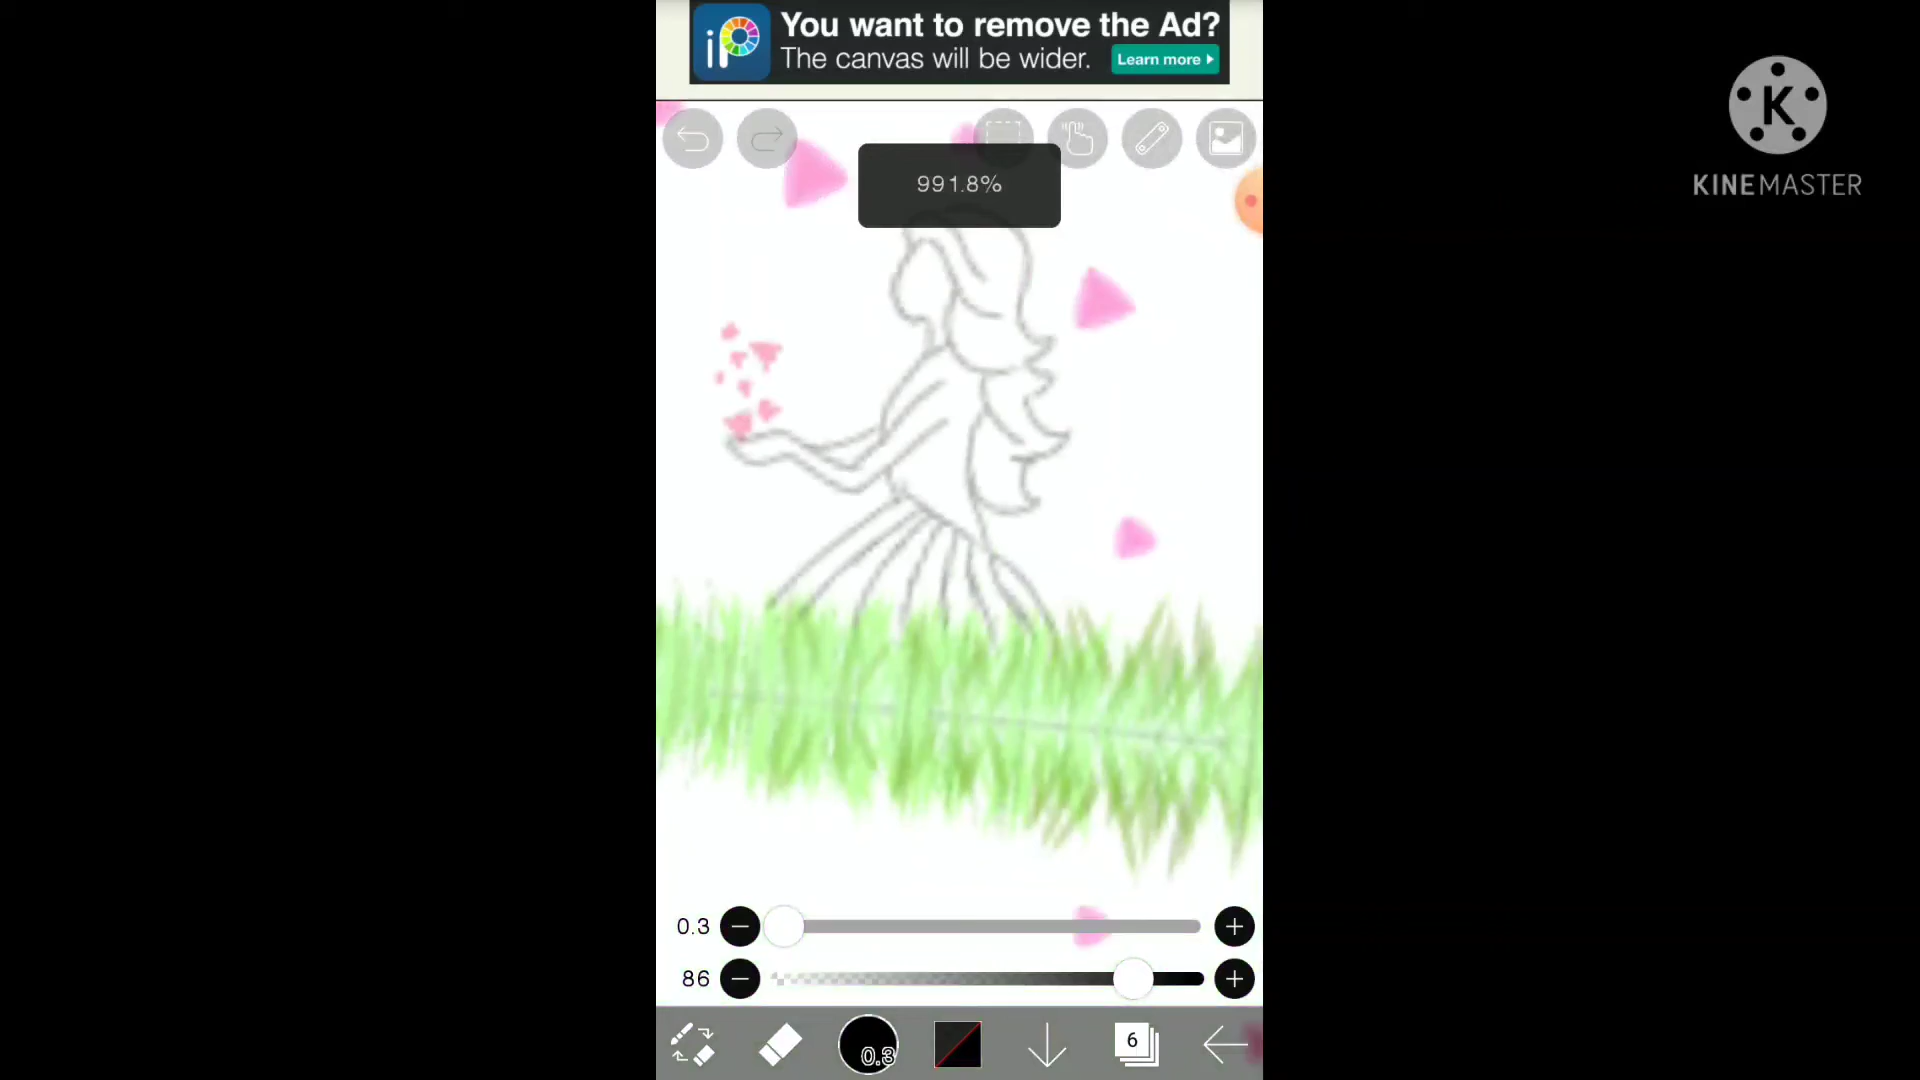 iP
You want to remove the Ad?
The canvas will be wider.
Learn more
991.8%
K
KINEMASTER
0.3
86
0.3
6